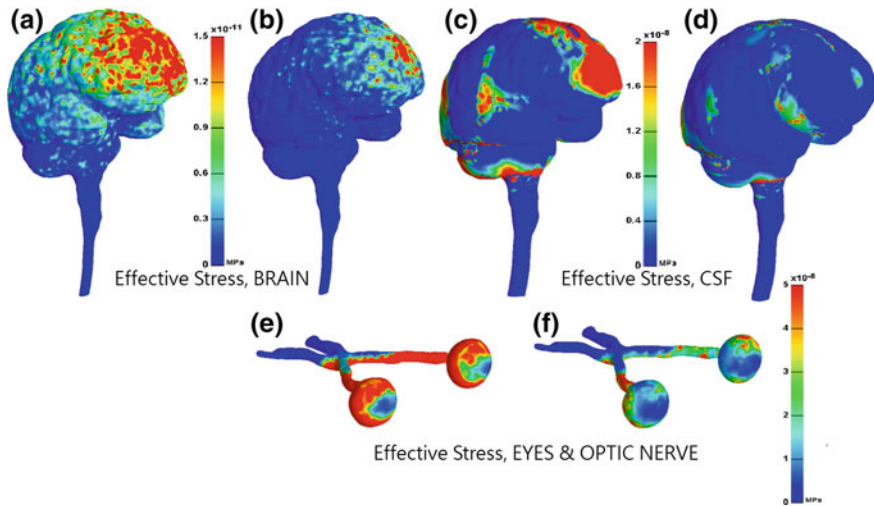 (a)
x10⁻¹¹
1.5
1.2
0.9
0.6
0.3
0
MPa
(b)
(c)
x10⁻⁸
2
1.6
1.2
0.8
0.4
0
MPa
(d)
Effective Stress, BRAIN
Effective Stress, CSF
(e)
(f)
x10⁻⁸
5
4
3
2
1
0
MPa
Effective Stress, EYES & OPTIC NERVE